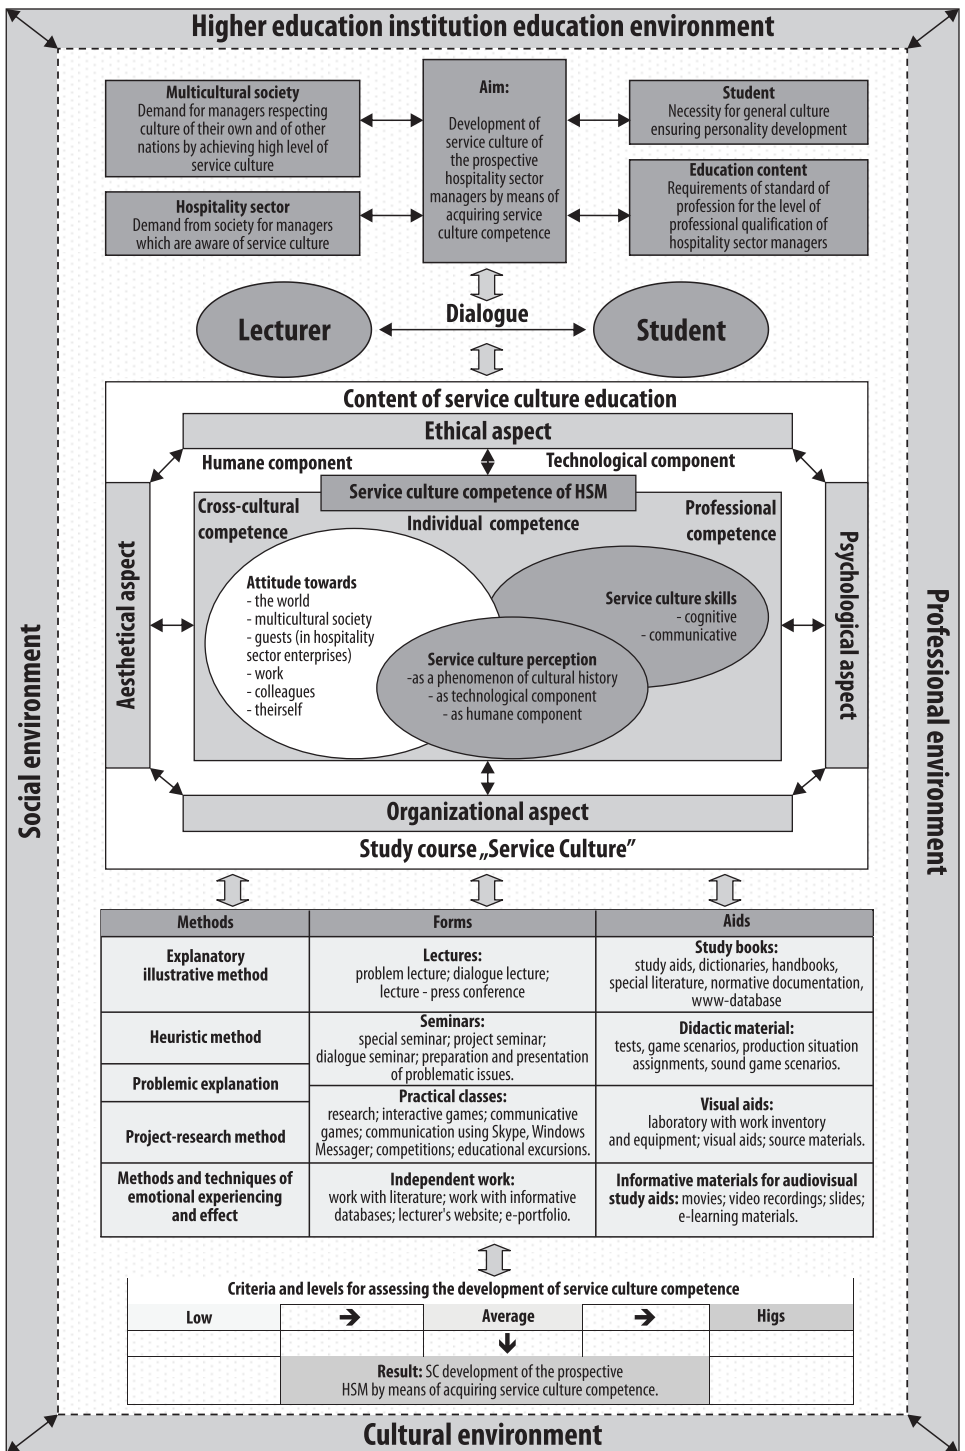 Higher education institution education environment
Multicultural society
Demand for managers respecting
culture of their own and of other
nations by achieving high level of
service culture
Hospitality sector
Demand from society for managers
which are aware of service culture
Aim:
Development of
service culture of
the prospective
hospitality sector
managers by means of
acquiring service
culture competence
Student
Necessity for general culture
ensuring personality development
Education content
Requirements of standard of
profession for the level of
professional qualification of
hospitality sector managers
Lecturer
Dialogue
Student
Content of service culture education
Ethical aspect
Humane component
Technological component
Service culture competence of HSM
Cross-cultural
competence
Individual competence
Professional
competence
Aesthetical aspect
Attitude towards
- the world
- multicultural society
- guests (in hospitality
sector enterprises)
- work
- colleagues
- theirself
Service culture skills
- cognitive
- communicative
Service culture perception
-as a phenomenon of cultural history
- as technological component
- as humane component
Psychological aspect
Organizational aspect
Study course „Service Culture”
Social environment
Professional environment
Methods
Forms
Aids
Explanatory
illustrative method
Lectures:
problem lecture; dialogue lecture;
lecture - press conference
Study books:
study aids, dictionaries, handbooks,
special literature, normative documentation,
www-database
Heuristic method
Problemic explanation
Seminars:
special seminar; project seminar;
dialogue seminar; preparation and presentation
of problematic issues.
Didactic material:
tests, game scenarios, production situation
assignments, sound game scenarios.
Project-research method
Practical classes:
research; interactive games; communicative
games; communication using Skype, Windows
Messager; competitions; educational excursions.
Visual aids:
laboratory with work inventory
and equipment; visual aids; source materials.
Methods and techniques of
emotional experiencing
and effect
Independent work:
work with literature; work with informative
databases; lecturer's website; e-portfolio.
Informative materials for audiovisual
study aids: movies; video recordings; slides;
e-learning materials.
Criteria and levels for assessing the development of service culture competence
Low
Average
Higs
Result: SC development of the prospective
HSM by means of acquiring service culture competence.
Cultural environment